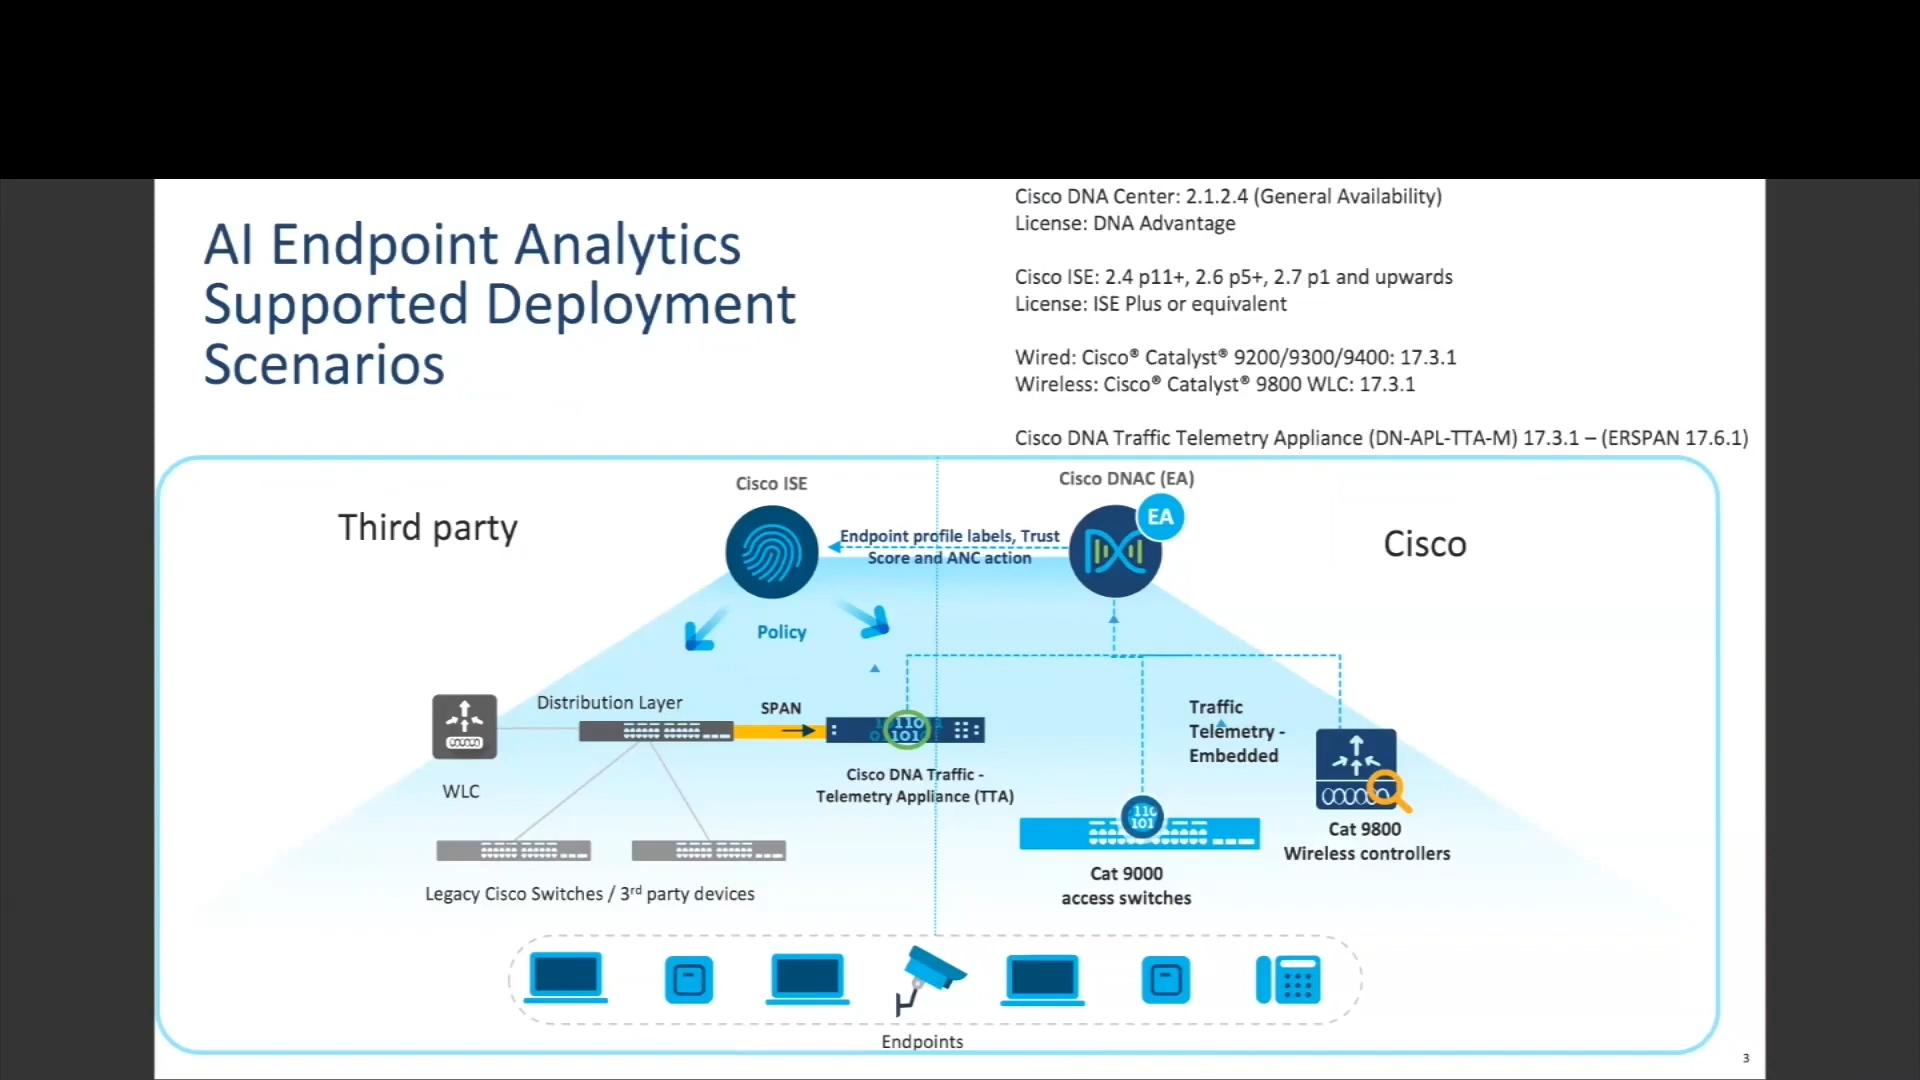 AI Endpoint Analytics
Supported Deployment
Scenarios
Cisco DNA Center: 2.1.2.4 (General Availability)
License: DNA Advantage
Cisco ISE: 2.4 p11+, 2.6 p5+, 2.7 p1 and upwards
License: ISE Plus or equivalent
Wired: Cisco® Catalyst® 9200/9300/9400: 17.3.1
Wireless: Cisco® Catalyst® 9800 WLC: 17.3.1
Cisco DNA Traffic Telemetry Appliance (DN-APL-TTA-M) 17.3.1 – (ERSPAN 17.6.1)
Cisco ISE
Cisco DNAC (EA)
Third party
EA
Cisco
Endpoint profile labels, Trust
Score and ANC action
Policy
Distribution Layer
SPAN
Traffic
Telemetry -
Embedded
110
101
WLC
Cisco DNA Traffic -
Telemetry Appliance (TTA)
110
101
Cat 9800
Wireless controllers
Cat 9000
access switches
Legacy Cisco Switches / 3rd party devices
Endpoints
3